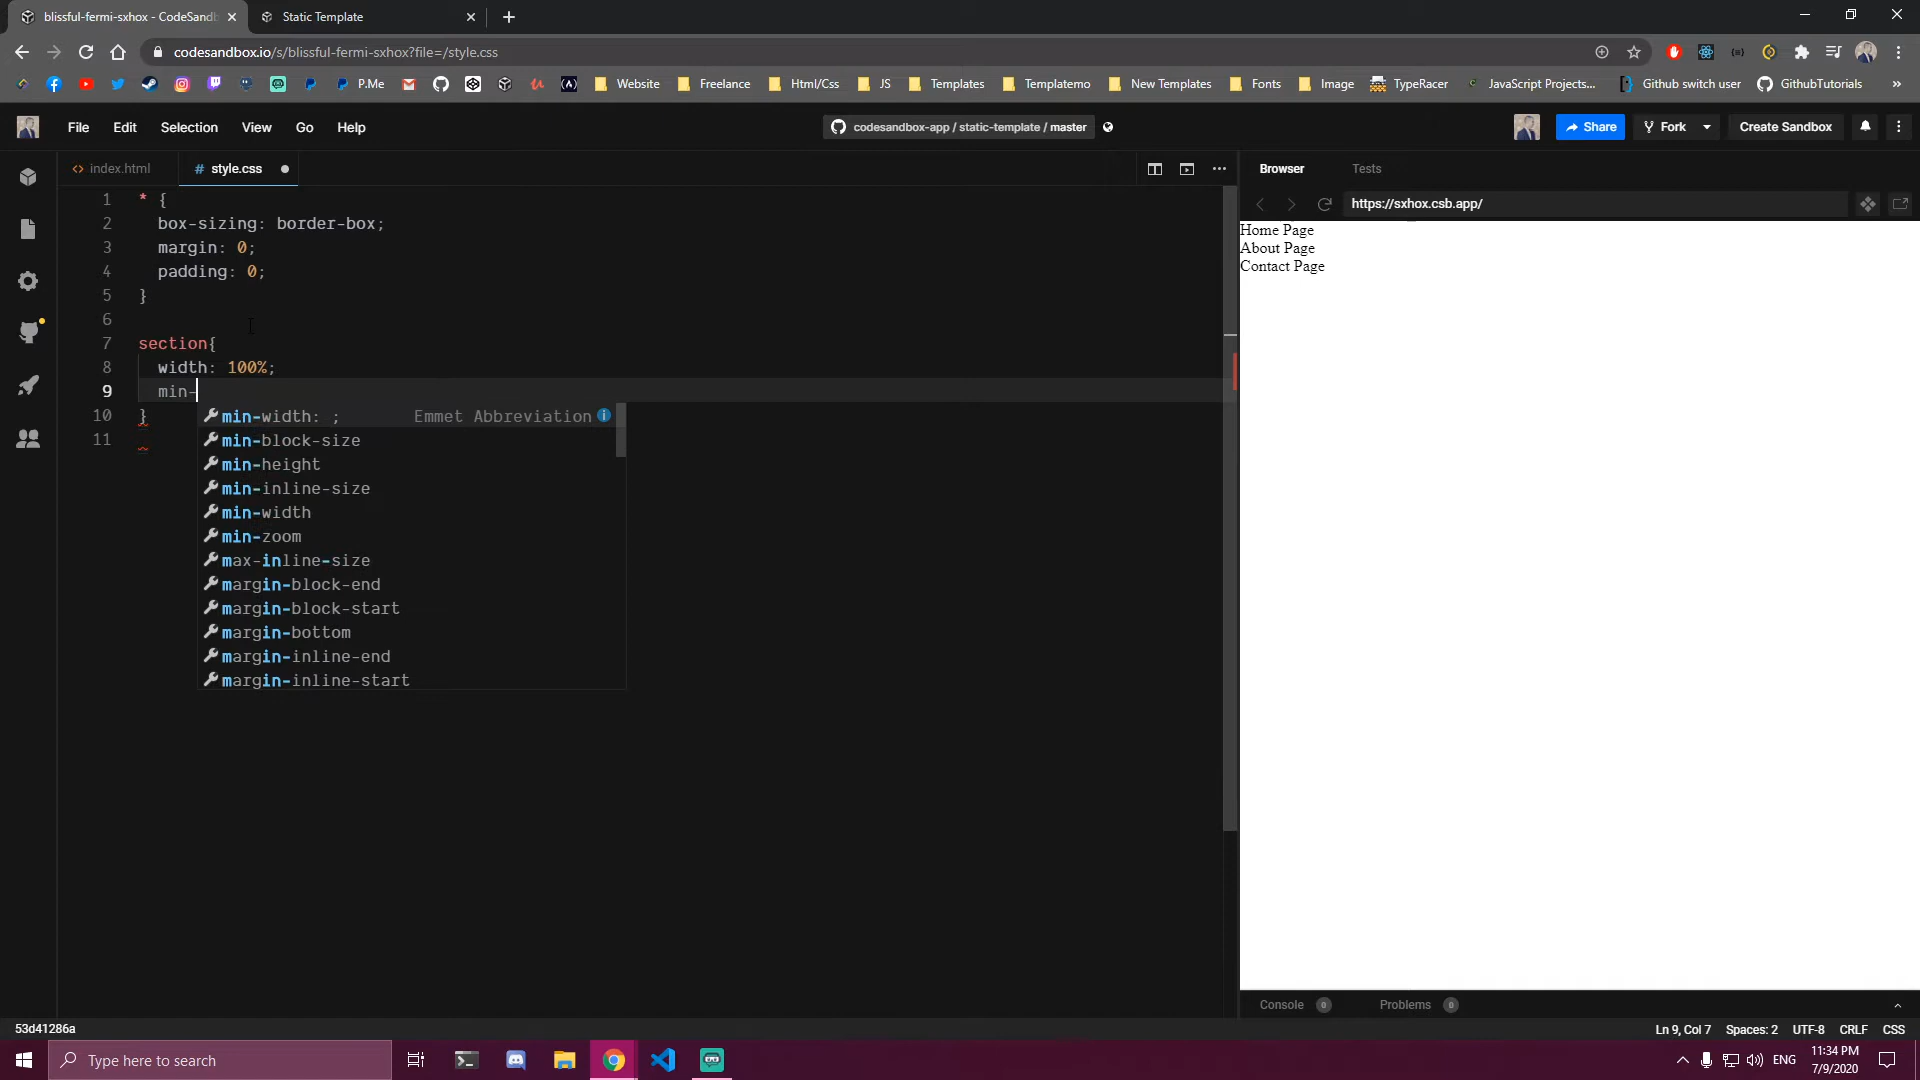 blissful-fermi-sxhox - CodeSandb
Static Template
codesandbox.io/s/blissful-fermi-sxhox?file=/style.css
P.Me
Website
Freelance
Html/Css
JS
Templates
Templatemo
New Templates
Fonts
Image
TypeRacer
JavaScript Projects...
Github switch user
GithubTutorials
»
File Edit Selection View Go Help
codesandbox-app / static-template / master
Share
Fork
Create Sandbox
<> index.html
# style.css
Browser
Tests
https://sxhox.csb.app/
1 * {
2 box-sizing: border-box;
3 margin: 0;
4 padding: 0;
5 }
6
7 section{
8 width: 100%;
9 min-
10 }
11
min-width: ; Emmet Abbreviation
min-block-size
min-height
min-inline-size
min-width
min-zoom
max-inline-size
margin-block-end
margin-block-start
margin-bottom
margin-inline-end
margin-inline-start
Home Page
About Page
Contact Page
Console 0
Problems 0
53d41286a
Ln 9, Col 7 Spaces: 2 UTF-8 CRLF CSS
Type here to search
ENG
11:34 PM
7/9/2020